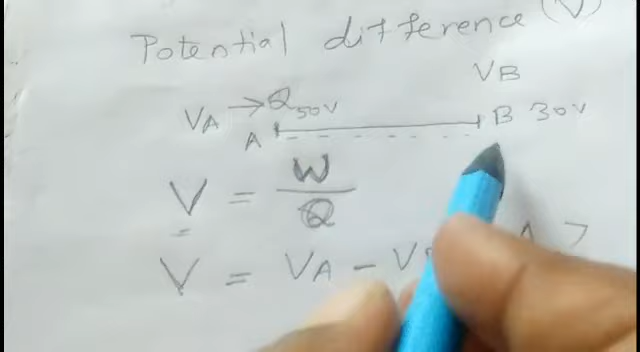 Potential difference (V)
VB
VA → Q 50V
A B 30V
V = W/Q
V = VA - V